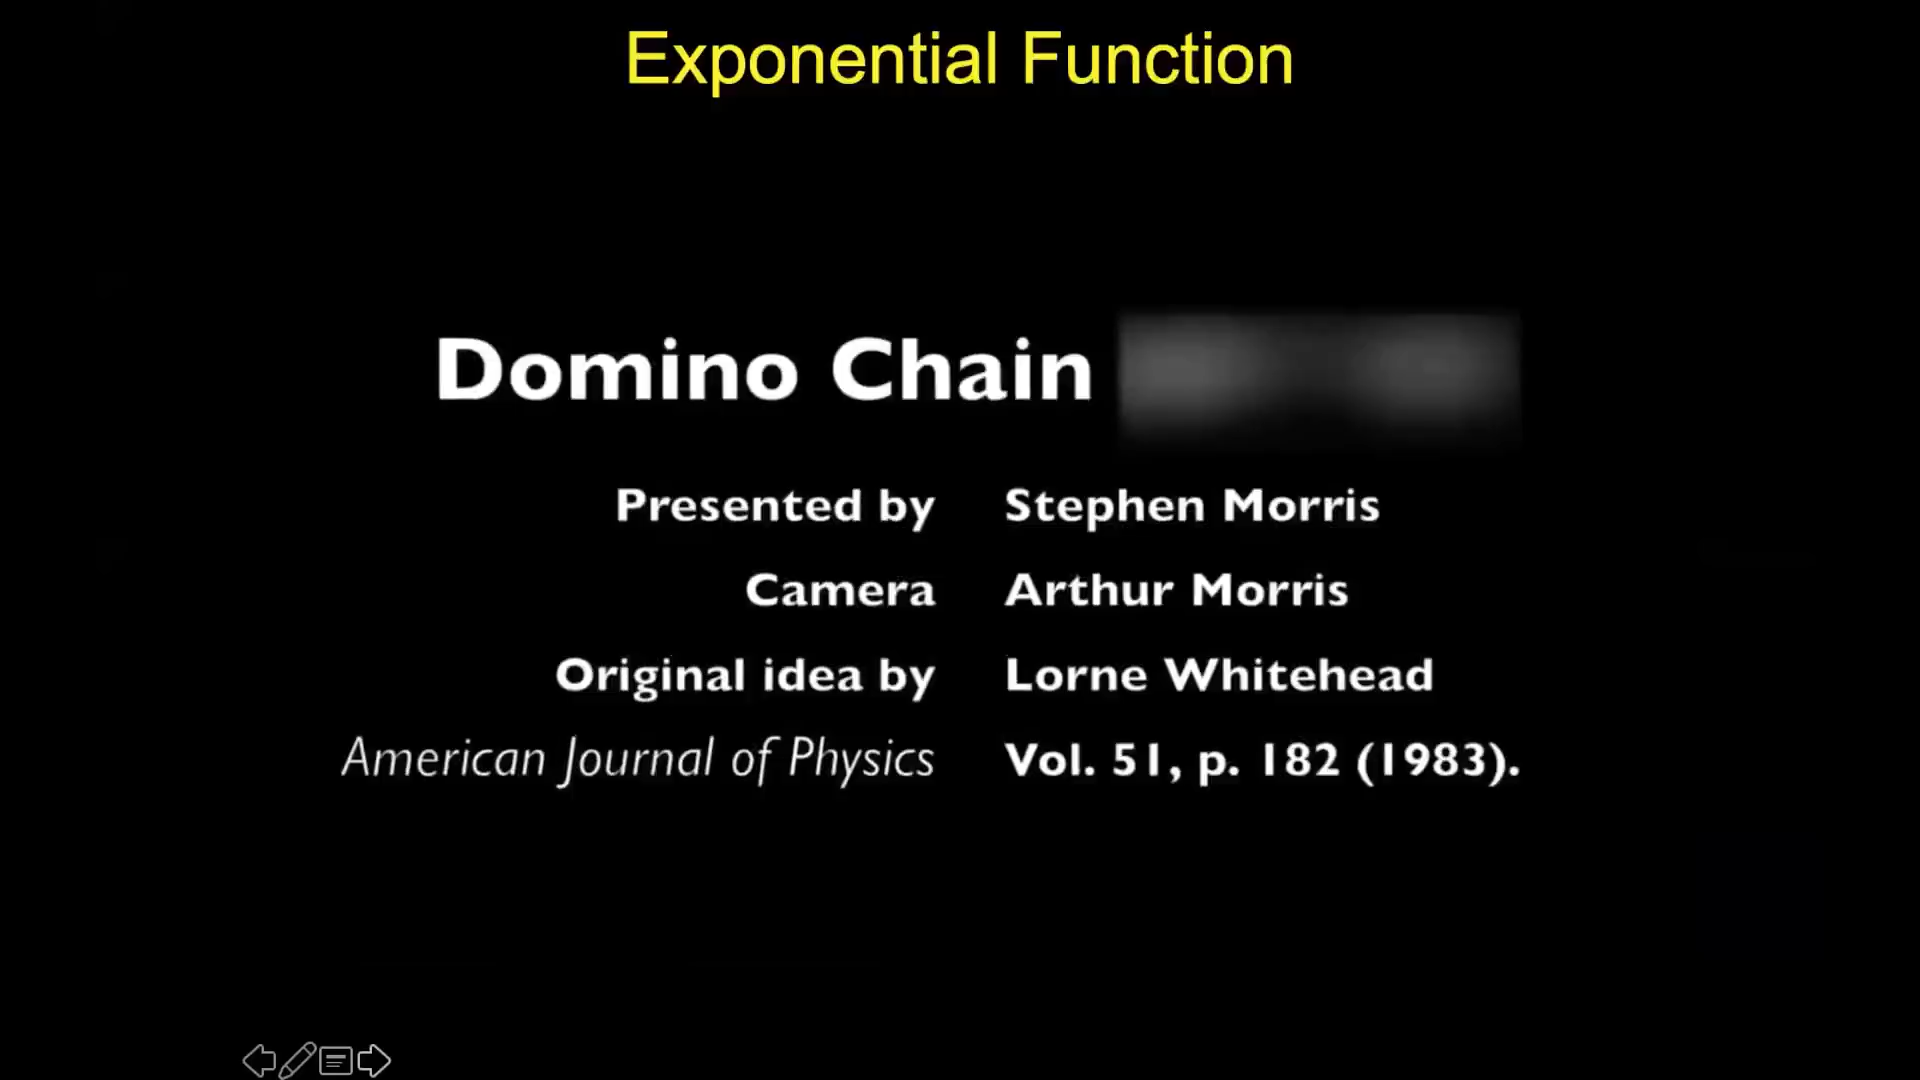 Exponential Function
Domino Chain
Presented by Stephen Morris
Camera Arthur Morris
Original idea by Lorne Whitehead
American Journal of Physics Vol. 51, p. 182 (1983).